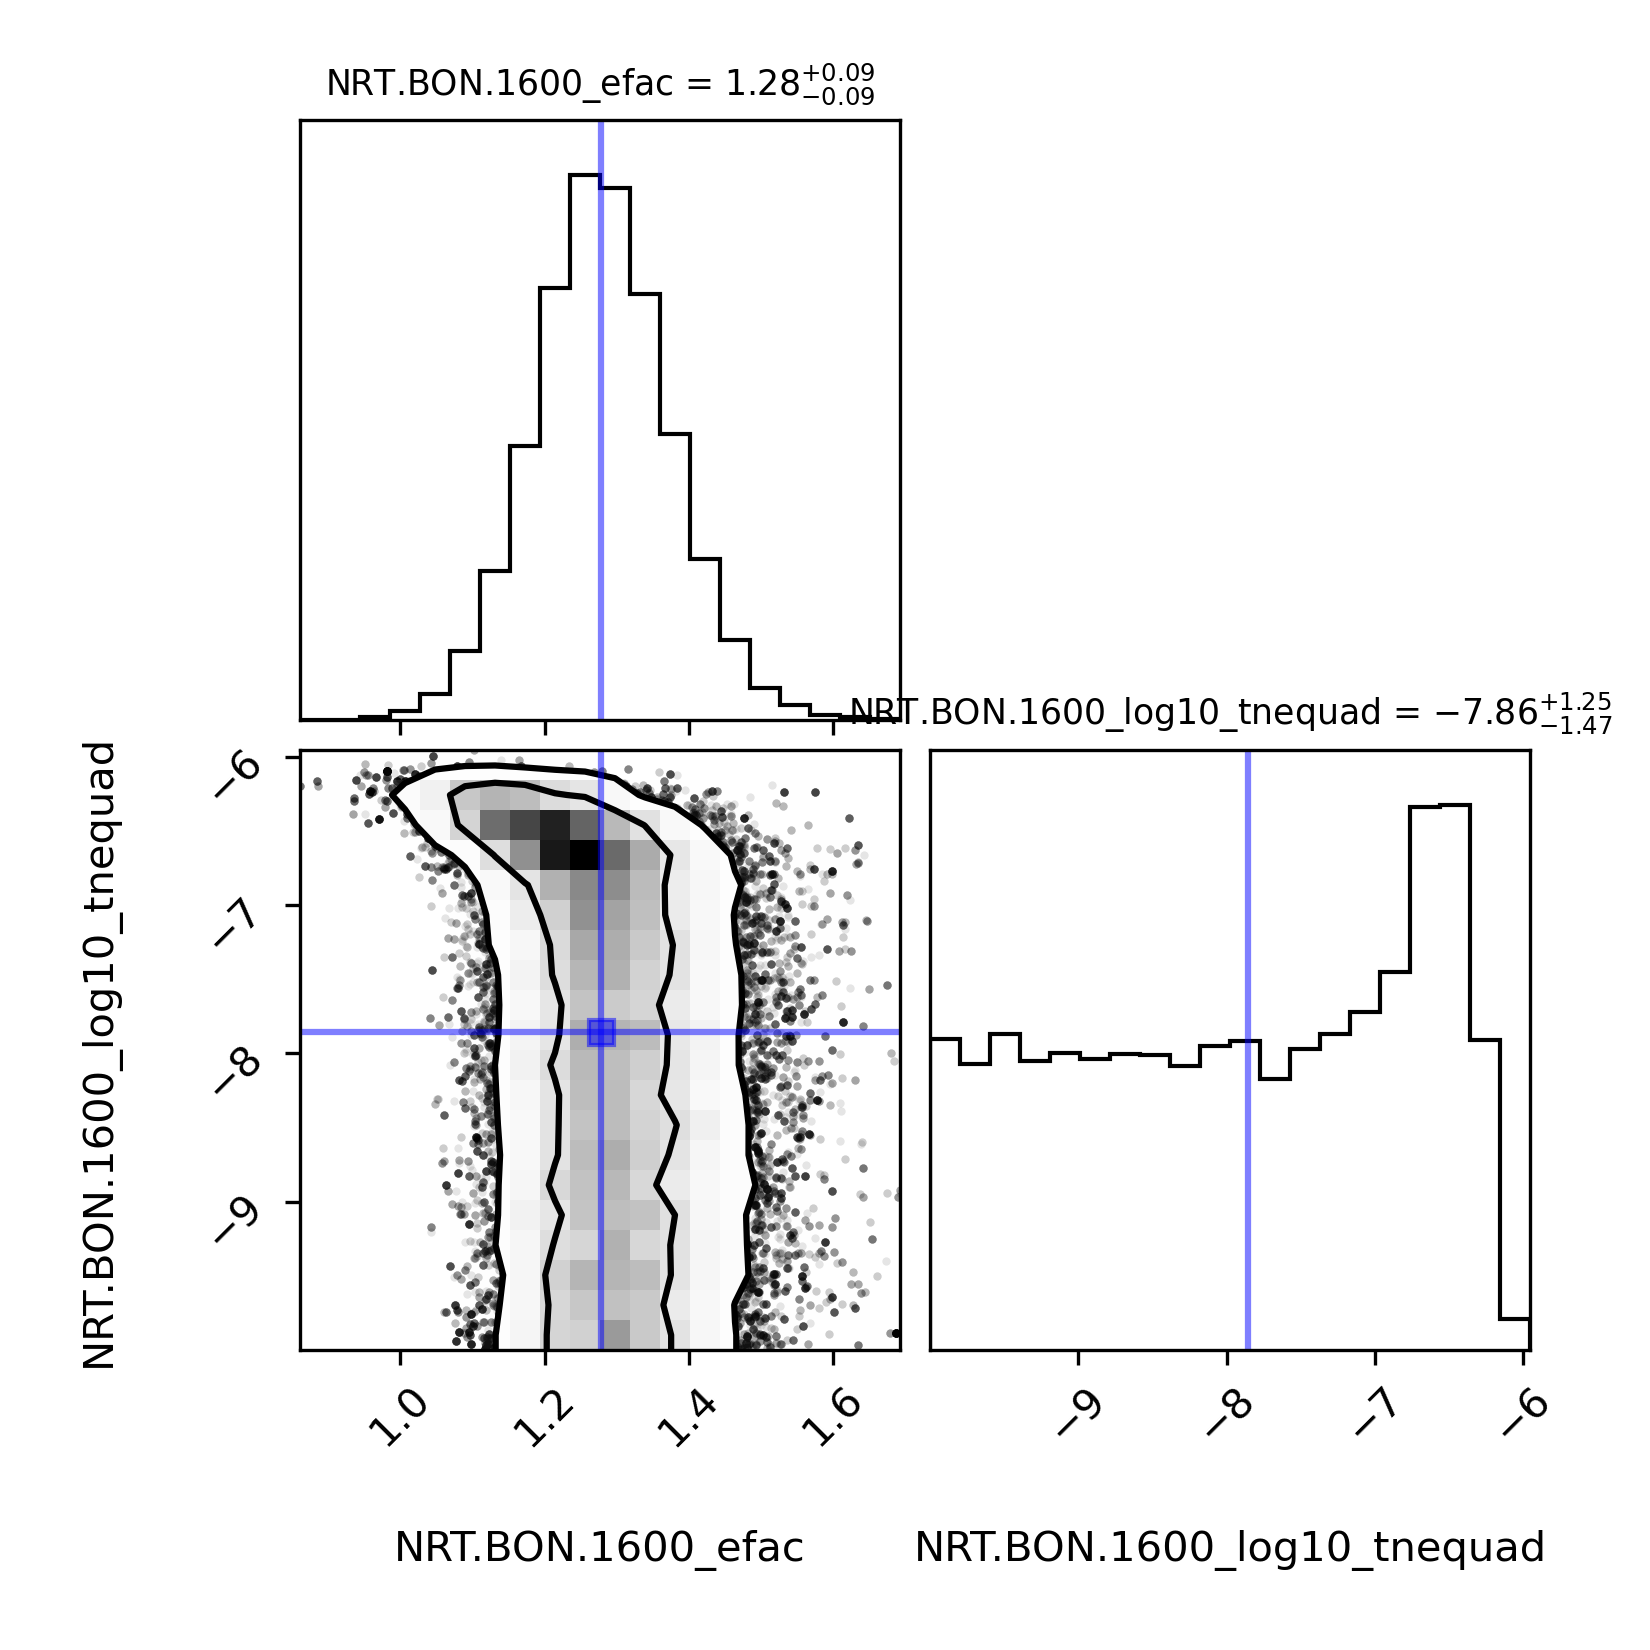 NRT.BON.1600_efac = 1.28+0.09−0.09
NRT.BON.1600_log10_tnequad = −7.86+1.25−1.47
NRT.BON.1600_log10_tnequad
−6
−7
−8
−9
1.0 1.2 1.4 1.6
−9 −8 −7 −6
NRT.BON.1600_efac
NRT.BON.1600_log10_tnequad